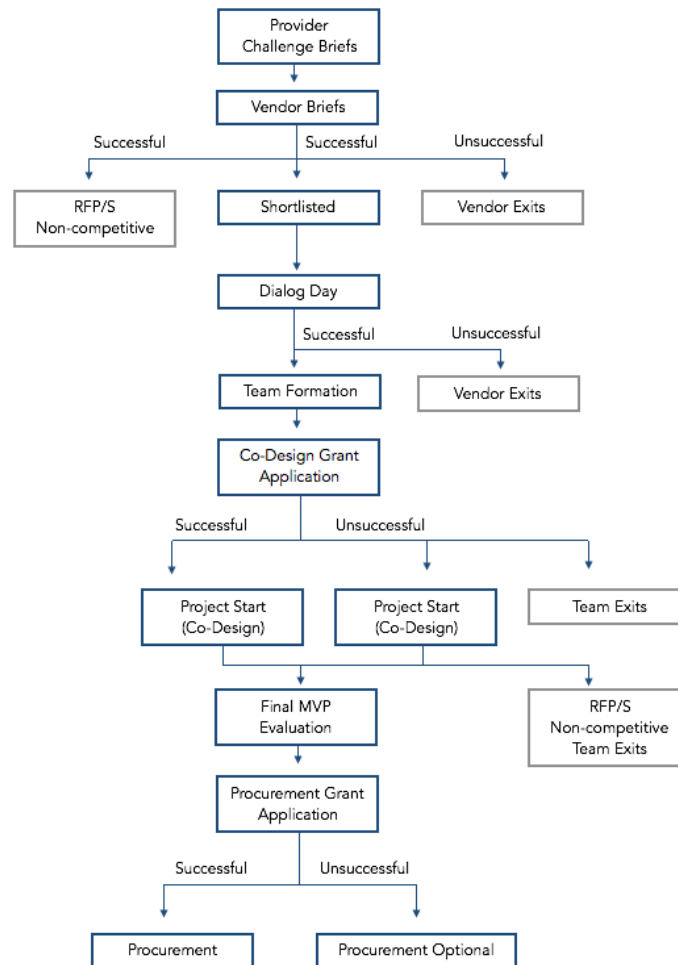 Provider
Challenge Briefs
Vendor Briefs
Successful
Successful
Unsuccessful
RFP/S
Non-competitive
Shortlisted
Vendor Exits
Dialog Day
Successful
Unsuccessful
Team Formation
Vendor Exits
Co-Design Grant
Application
Successful
Unsuccessful
Project Start
(Co-Design)
Project Start
(Co-Design)
Team Exits
Final MVP
Evaluation
RFP/S
Non-competitive
Team Exits
Procurement Grant
Application
Successful
Unsuccessful
Procurement
Procurement Optional